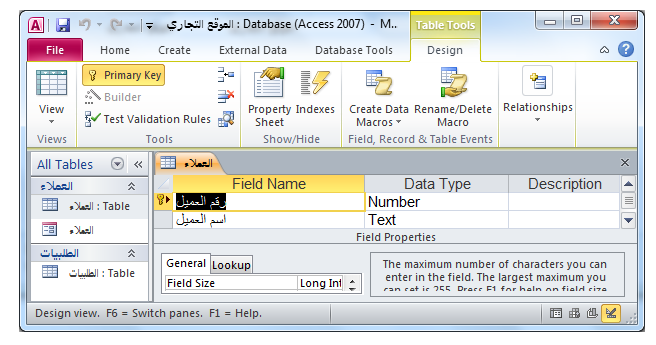 الموقع التجاري : Database (Access 2007) - M..
Table Tools
File Home Create External Data Database Tools Design
View
Primary Key
Builder
Test Validation Rules
Property Sheet
Indexes
Create Data Macros
Rename/Delete Macro
Relationships
Views Tools Show/Hide Field, Record & Table Events
All Tables
العملاء
العملاء : Table
العملاء
الطلبيات
الطلبيات : Table
العملاء
Field Name Data Type Description
رقم العميل Number
اسم العميل Text
Field Properties
General Lookup
Field Size Long Int
The maximum number of characters you can
enter in the field. The largest maximum you
can set is 255. Press F1 for help on field size.
Design view. F6 = Switch panes. F1 = Help.